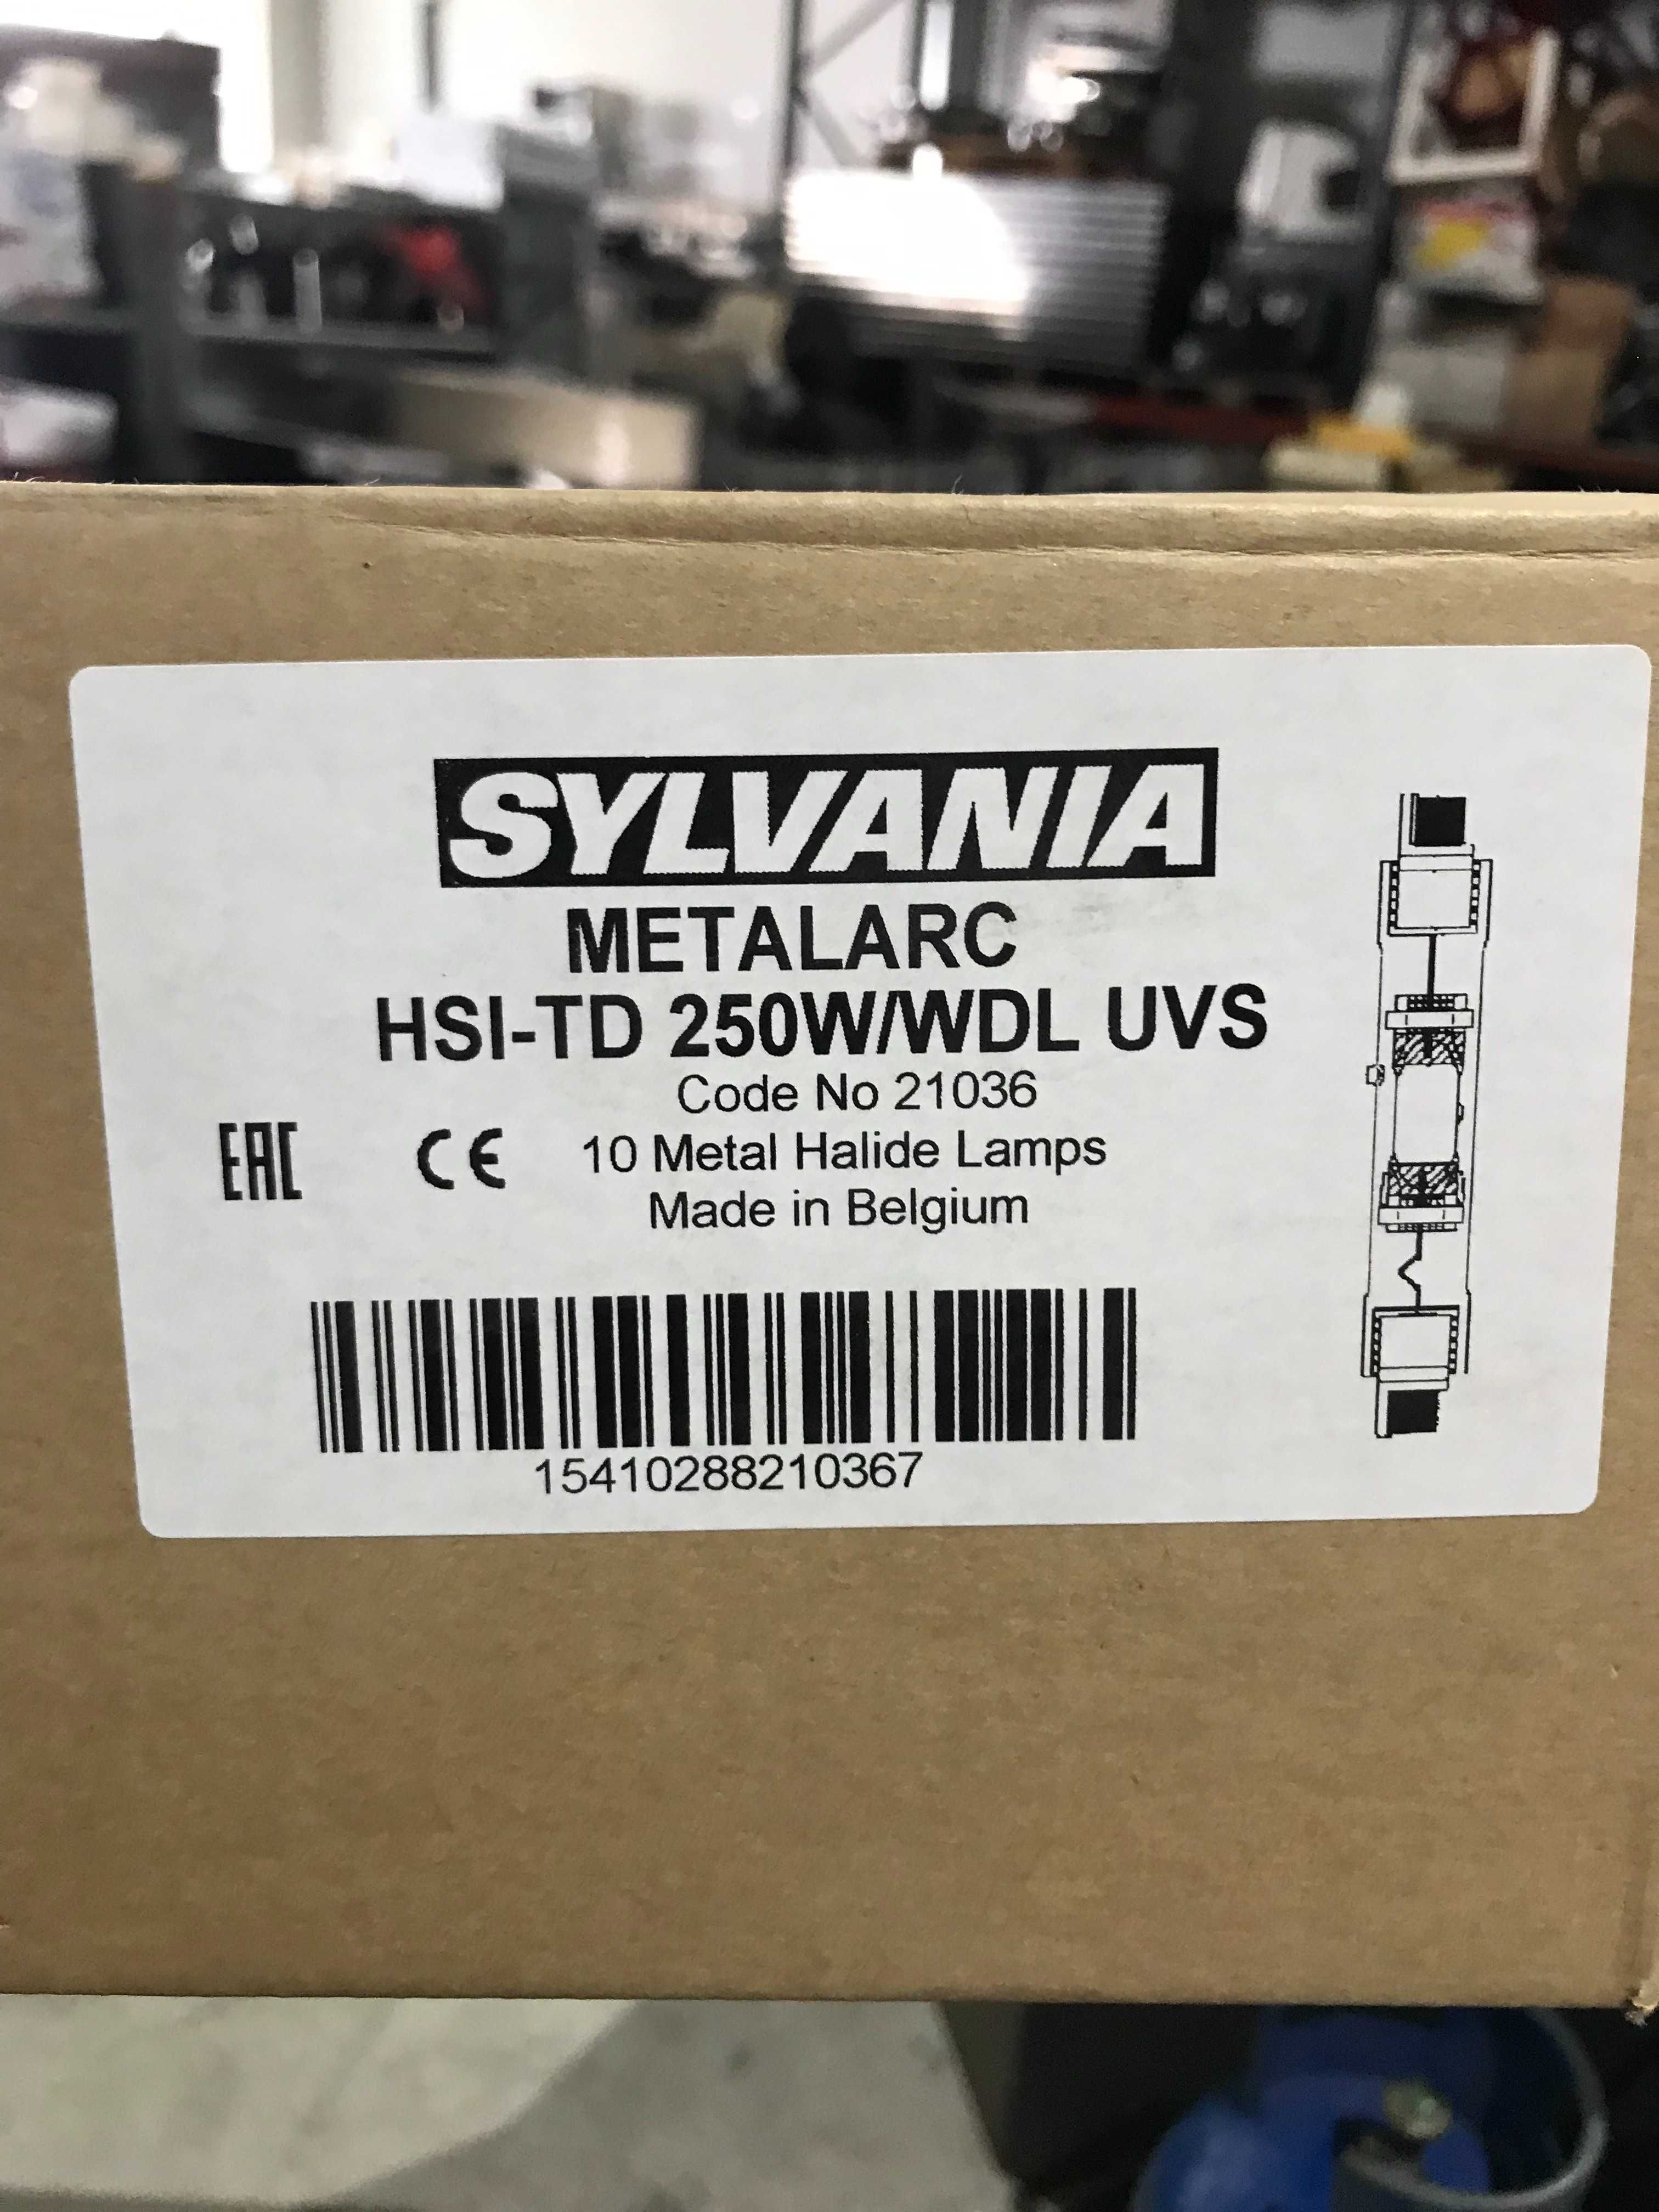 SYLVANIA
METALARC
HSI-TD 250W/WDL UVS
Code No 21036
EAC CE 10 Metal Halide Lamps
Made in Belgium
15410288210367